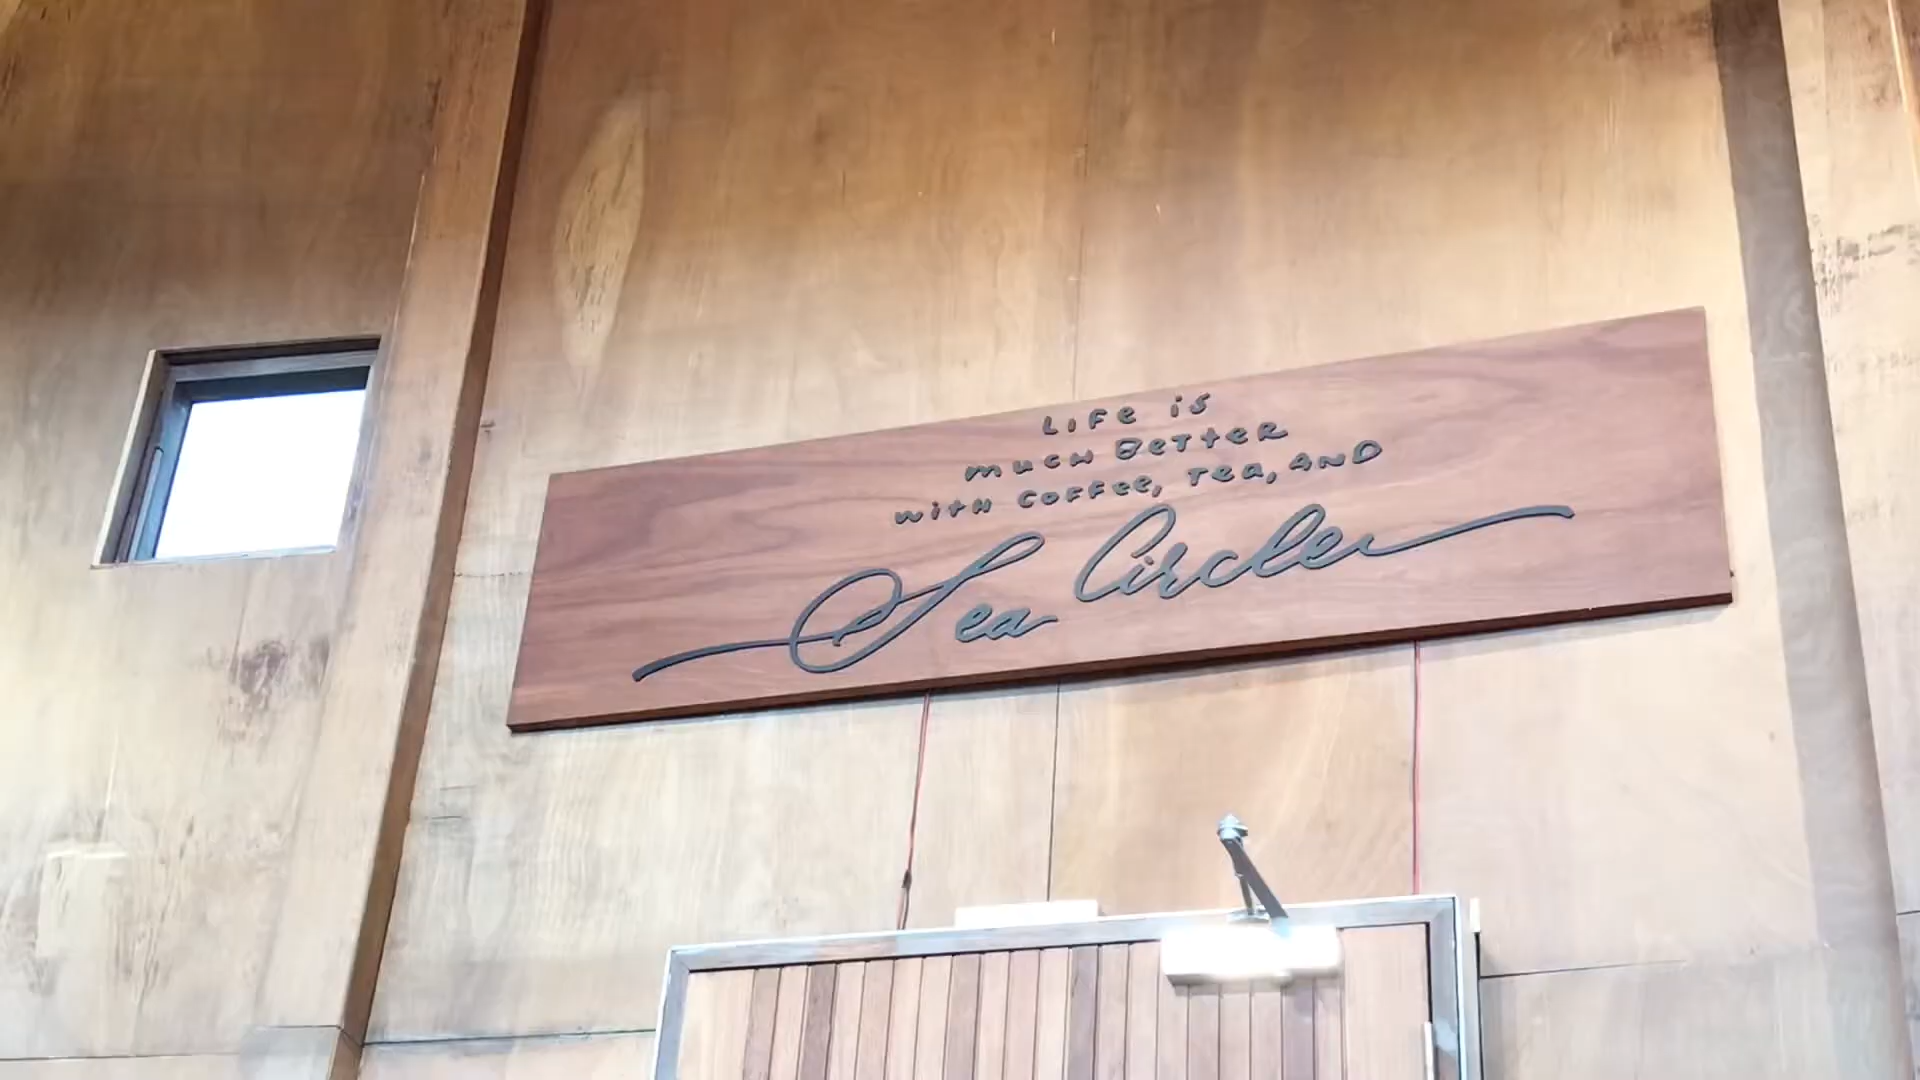 LiFe is
much BeTteR
with coffee, Tea, AND
Sea Circle